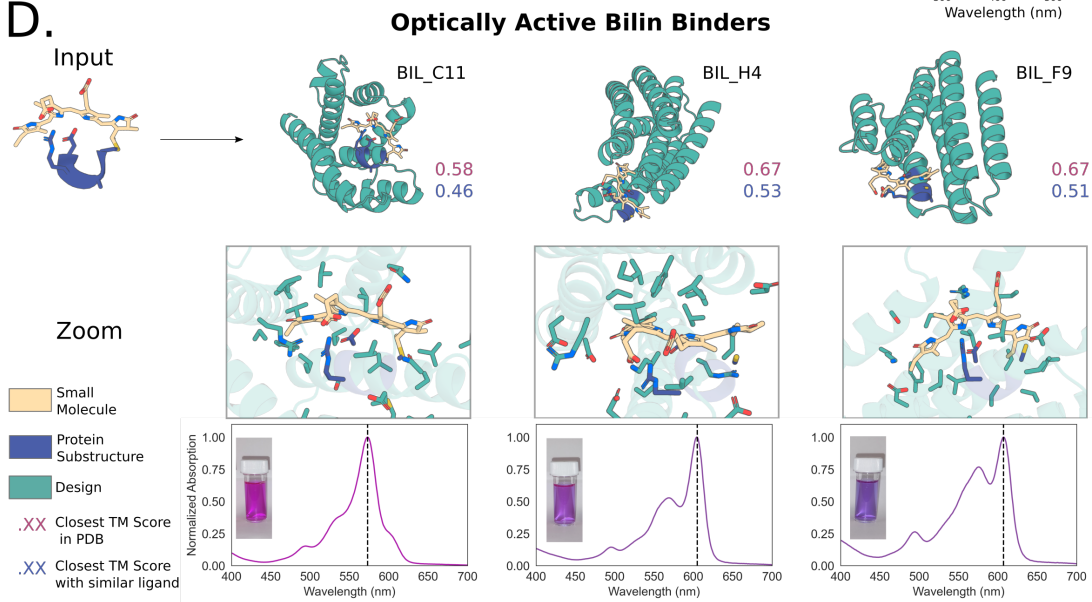 Wavelength (nm)
D.
Optically Active Bilin Binders
Input
BIL_C11
BIL_H4
BIL_F9
0.58
0.46
0.67
0.53
0.67
0.51
Zoom
Small
Molecule
Protein
Substructure
Design
.XX Closest TM Score
in PDB
.XX Closest TM Score
with similar ligand
Normalized Absorption
1.00
0.75
0.50
0.25
0.00
400 450 500 550 600 650 700
Wavelength (nm)
1.00
0.75
0.50
0.25
0.00
400 450 500 550 600 650 700
Wavelength (nm)
1.00
0.75
0.50
0.25
0.00
400 450 500 550 600 650 700
Wavelength (nm)